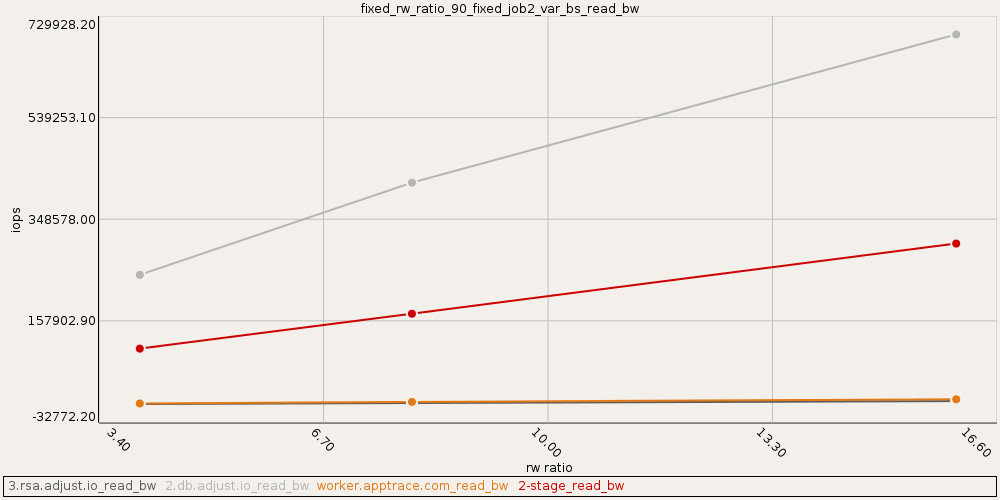 fixed_rw_ratio_90_fixed_job2_var_bs_read_bw
729928.20
539253.10
348578.00
157902.90
-32772.20
iops
3.40 6.70 10.00 13.30 16.60
rw ratio
3.rsa.adjust.io_read_bw 2.db.adjust.io_read_bw worker.apptrace.com_read_bw 2-stage_read_bw